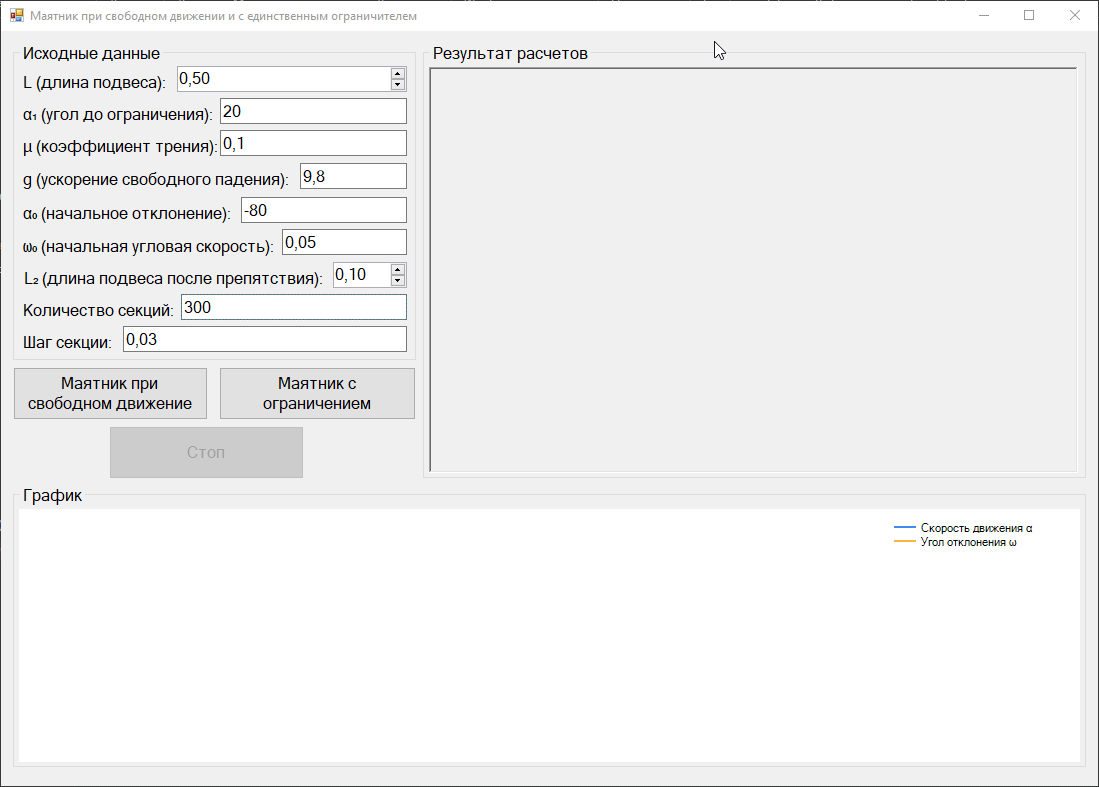 Маятник при свободном движении и с единственным ограничителем
Исходные данные
L (длина подвеса): 0,50
α₁ (угол до ограничения): 20
μ (коэффициент трения): 0,1
g (ускорение свободного падения): 9,8
α₀ (начальное отклонение): -80
ω₀ (начальная угловая скорость): 0,05
L₂ (длина подвеса после препятствия): 0,10
Количество секций: 300
Шаг секции: 0,03
Маятник при
свободном движение
Маятник с
ограничением
Стоп
Результат расчетов
График
Скорость движения α
Угол отклонения ω